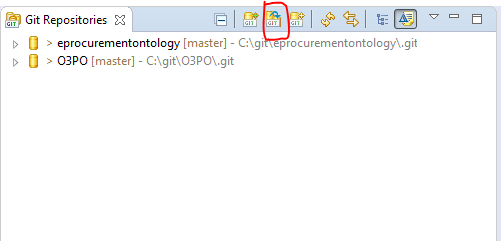 Git Repositories
> eprocurementontology [master] - C:\git\eprocurementontology\.git
> O3PO [master] - C:\git\O3PO\.git